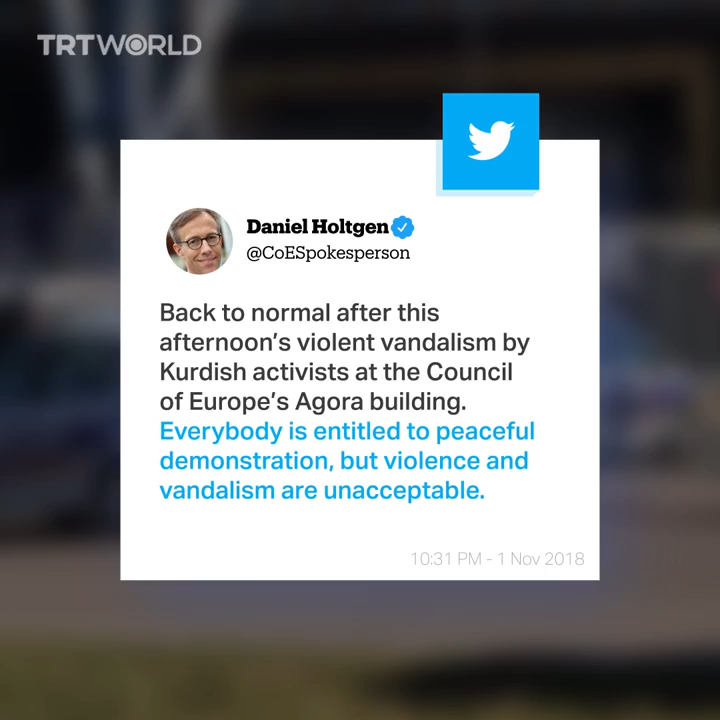 TRTWORLD
Daniel Holtgen
@CoESpokesperson
Back to normal after this
afternoon's violent vandalism by
Kurdish activists at the Council
of Europe's Agora building.
Everybody is entitled to peaceful
demonstration, but violence and
vandalism are unacceptable.
10:31 PM - 1 Nov 2018